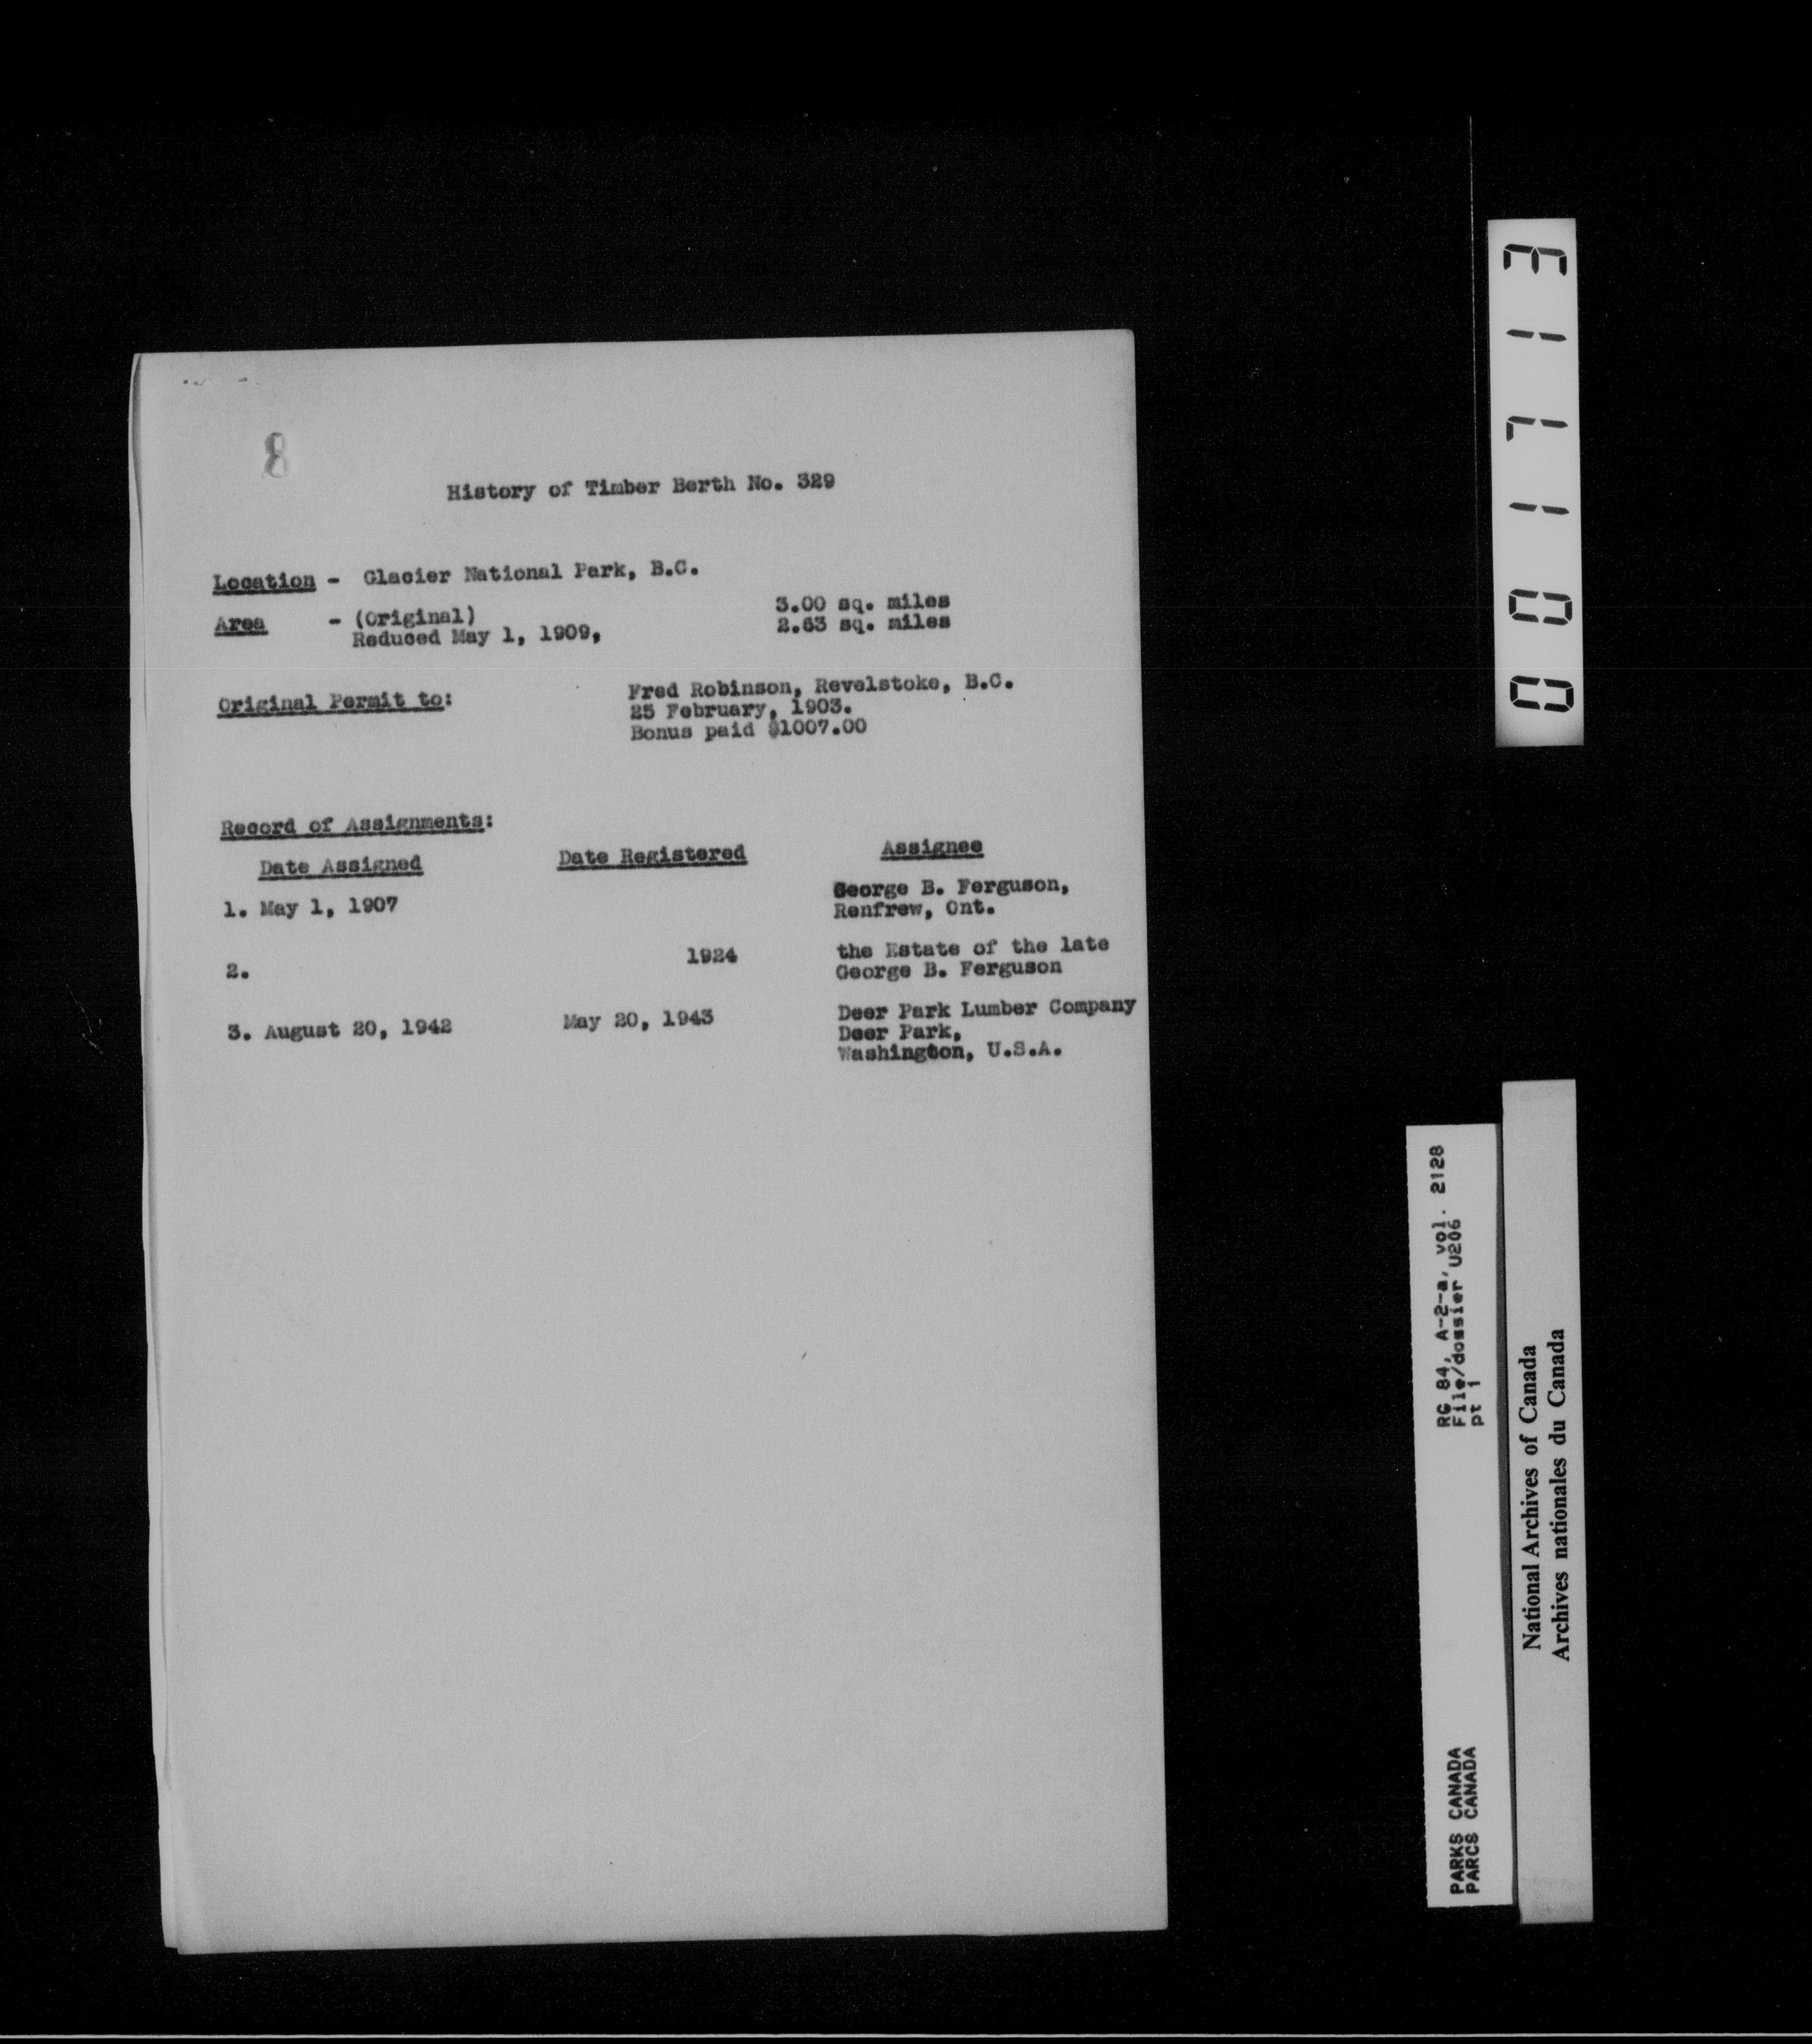 8
History of Timber Berth No. 329
Location - Glacier National Park, B.C.
Area - (Original) 3.00 sq. miles
Reduced May 1, 1909, 2.63 sq. miles
Original Permit to: Fred Robinson, Revelstoke, B.C.
25 February, 1903.
Bonus paid $1007.00
Record of Assignments:
Date Assigned Date Registered Assignee
1. May 1, 1907 George B. Ferguson,
Renfrew, Ont.
2. 1924 the Estate of the late
George B. Ferguson
3. August 20, 1942 May 20, 1943 Deer Park Lumber Company
Deer Park,
Washington, U.S.A.
001713
RG 84, A-2-a, vol. 2128
File/dossier U206
pt 1
PARKS CANADA
PARCS CANADA
National Archives of Canada
Archives nationales du Canada